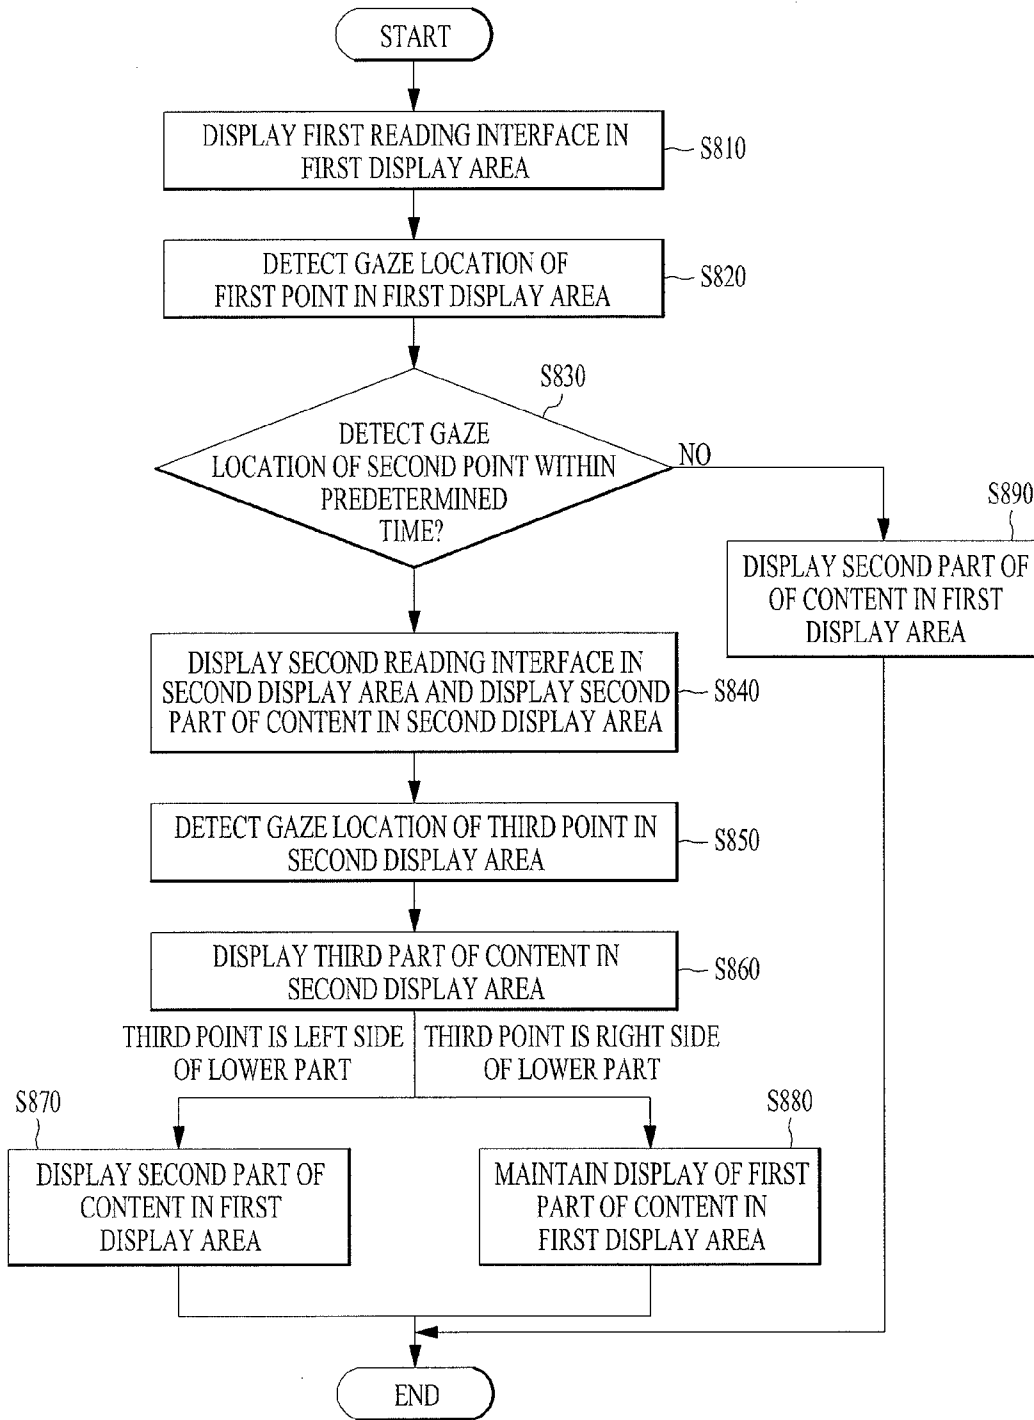 START
DISPLAY FIRST READING INTERFACE IN
FIRST DISPLAY AREA
S810
DETECT GAZE LOCATION OF
FIRST POINT IN FIRST DISPLAY AREA
S820
S830
DETECT GAZE
LOCATION OF SECOND POINT WITHIN
PREDETERMINED
TIME?
NO
S890
DISPLAY SECOND PART OF
OF CONTENT IN FIRST
DISPLAY AREA
DISPLAY SECOND READING INTERFACE IN
SECOND DISPLAY AREA AND DISPLAY SECOND
PART OF CONTENT IN SECOND DISPLAY AREA
S840
DETECT GAZE LOCATION OF THIRD POINT IN
SECOND DISPLAY AREA
S850
DISPLAY THIRD PART OF CONTENT IN
SECOND DISPLAY AREA
S860
THIRD POINT IS LEFT SIDE
OF LOWER PART
THIRD POINT IS RIGHT SIDE
OF LOWER PART
S870
DISPLAY SECOND PART OF
CONTENT IN FIRST
DISPLAY AREA
S880
MAINTAIN DISPLAY OF FIRST
PART OF CONTENT IN
FIRST DISPLAY AREA
END